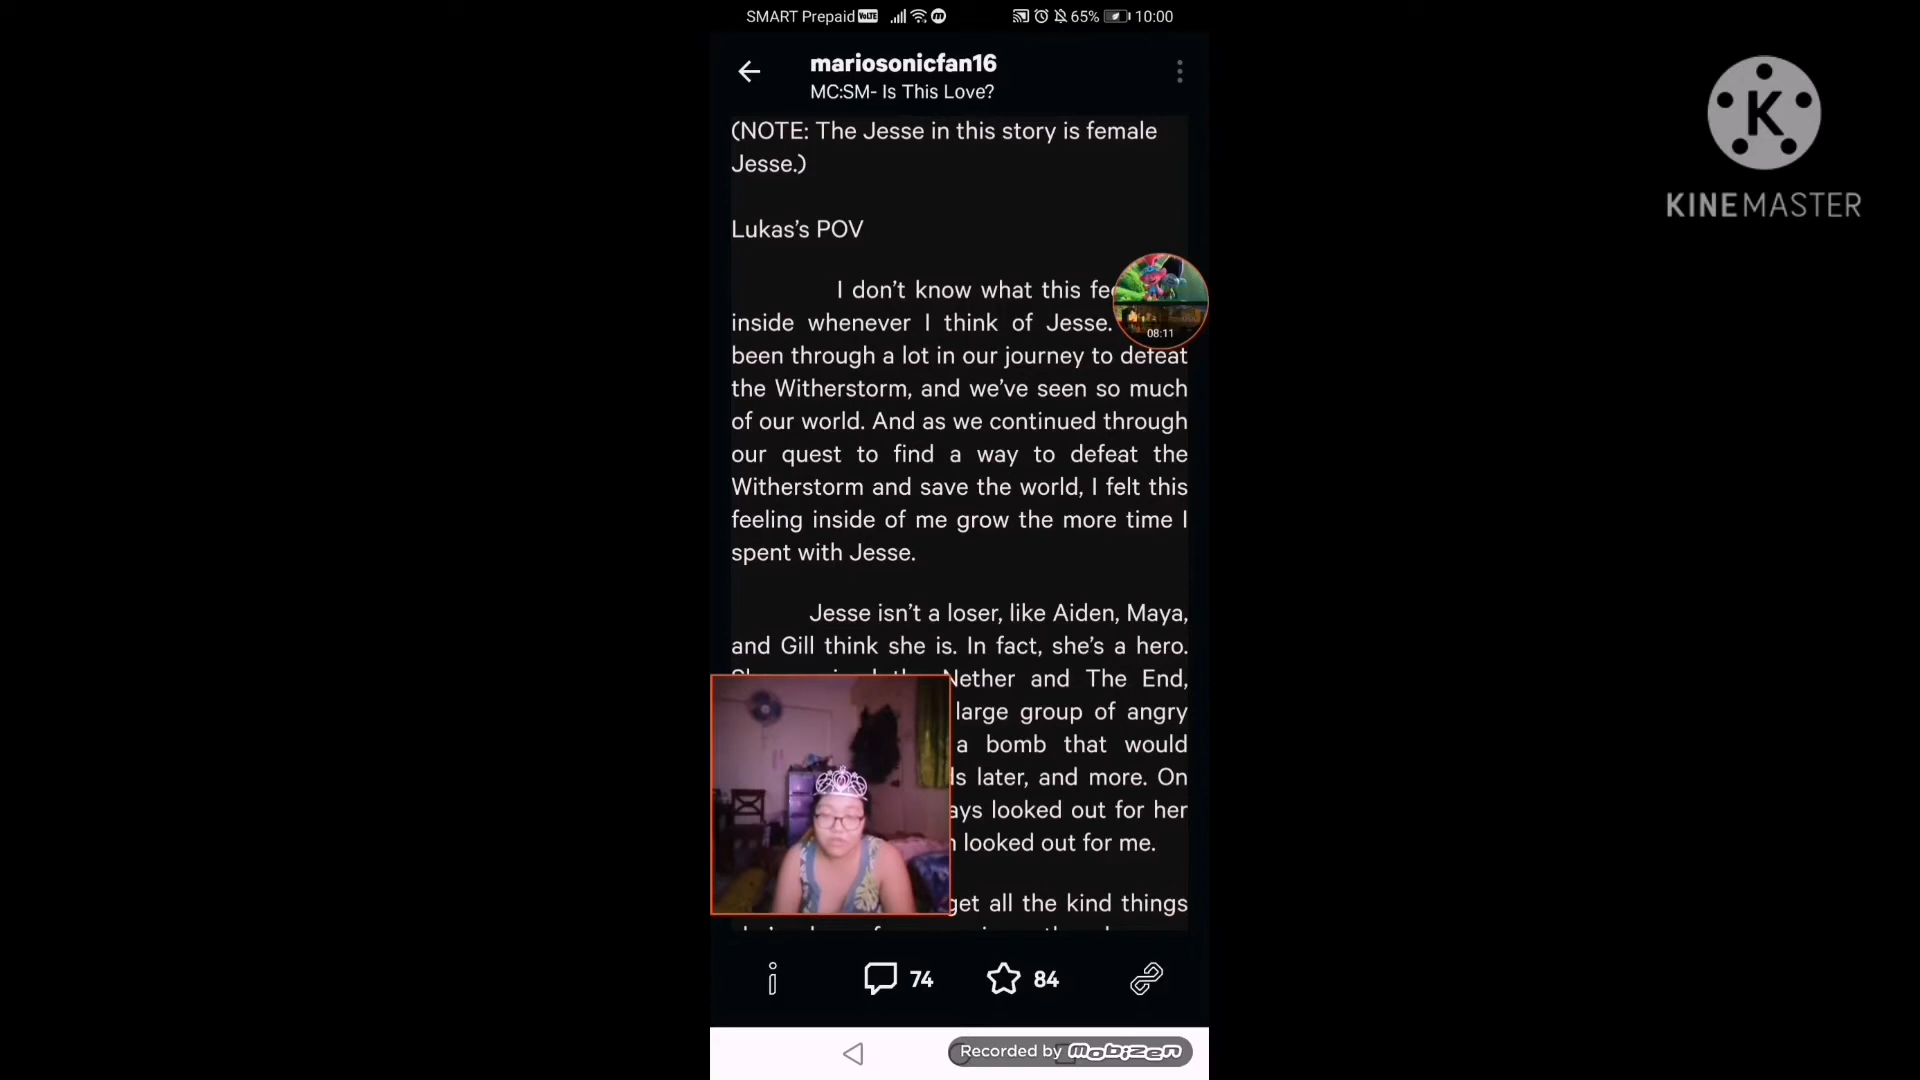 SMART Prepaid VoLTE
65% 10:00
mariosonicfan16
MC:SM- Is This Love?
(NOTE: The Jesse in this story is female
Jesse.)
Lukas’s POV
I don’t know what this
inside whenever I think of Jesse.
been through a lot in our journey to defeat
the Witherstorm, and we’ve seen so much
of our world. And as we continued through
our quest to find a way to defeat the
Witherstorm and save the world, I felt this
feeling inside of me grow the more time I
spent with Jesse.
Jesse isn’t a loser, like Aiden, Maya,
and Gill think she is. In fact, she’s a hero.
Nether and The End,
large group of angry
a bomb that would
later, and more. On
looked out for her
looked out for me.
get all the kind things
74
84
08:11
Recorded by mobizen
K
KINEMASTER